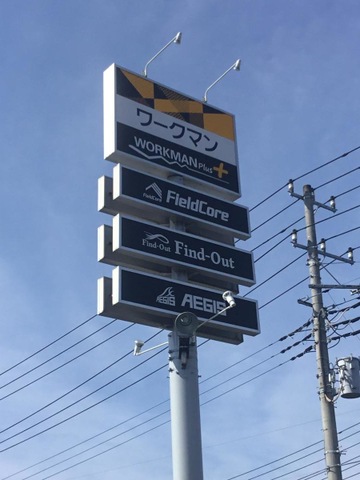 ワークマン
WORKMAN Plus+
FieldCore FieldCore
Find-Out Find-Out
AEGIS AEGIS